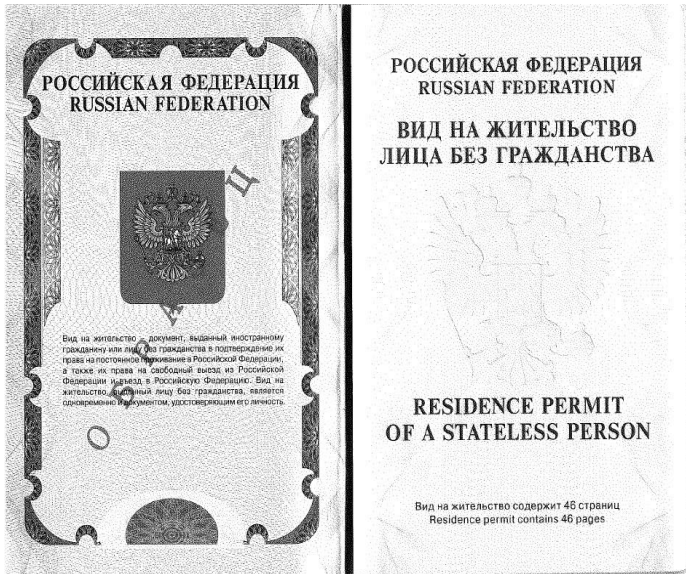 РОССИЙСКАЯ ФЕДЕРАЦИЯ
RUSSIAN FEDERATION
ОБРАЗЕЦ
Вид на жительство – документ, выданный иностранному
гражданину или лицу без гражданства в подтверждение их
права на постоянное проживание в Российской Федерации,
а также их права на свободный выезд из Российской
Федерации и въезд в Российскую Федерацию. Вид на
жительство, выданный лицу без гражданства, является
одновременно и документом, удостоверяющим его личность.
РОССИЙСКАЯ ФЕДЕРАЦИЯ
RUSSIAN FEDERATION
ВИД НА ЖИТЕЛЬСТВО
ЛИЦА БЕЗ ГРАЖДАНСТВА
RESIDENCE PERMIT
OF A STATELESS PERSON
Вид на жительство содержит 46 страниц
Residence permit contains 46 pages